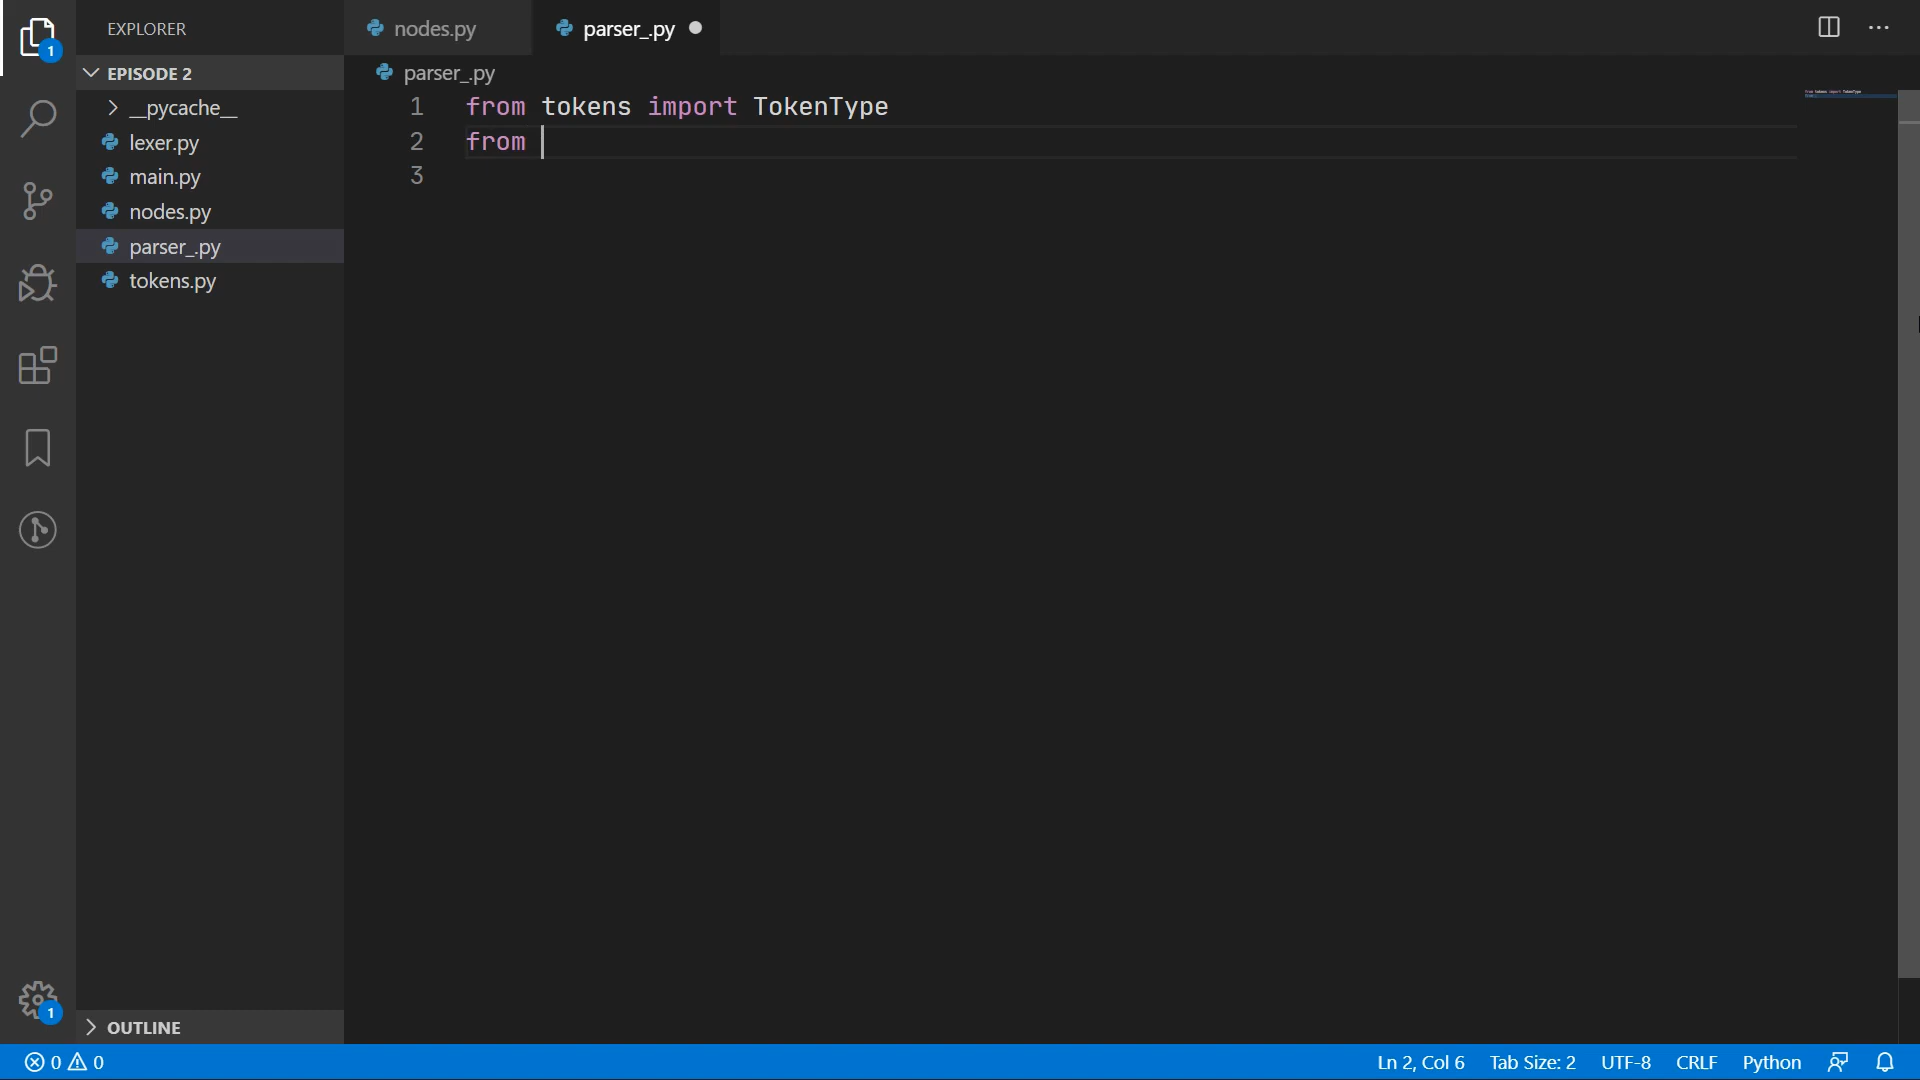 EXPLORER
nodes.py
parser_.py
EPISODE 2
parser_.py
__pycache__
lexer.py
main.py
nodes.py
parser_.py
tokens.py
1 from tokens import TokenType
2 from
3
1
1
OUTLINE
0 0
Ln 2, Col 6
Tab Size: 2
UTF-8
CRLF
Python